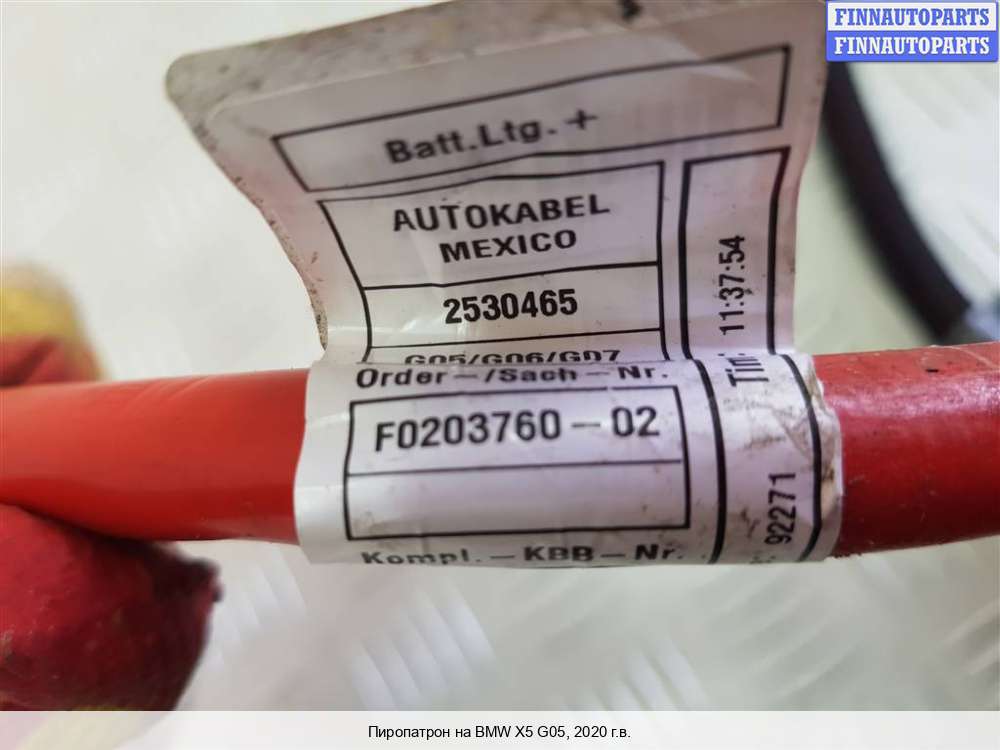 FINNAUTOPARTS
FINNAUTOPARTS
Batt.Ltg.+
AUTOKABEL
MEXICO
2530465
G05/G06/G07
11:37:54
Order-/Sach-Nr.
F0203760-02
92271
Kompl.-KBB-Nr.
Пиропатрон на BMW X5 G05, 2020 г.в.